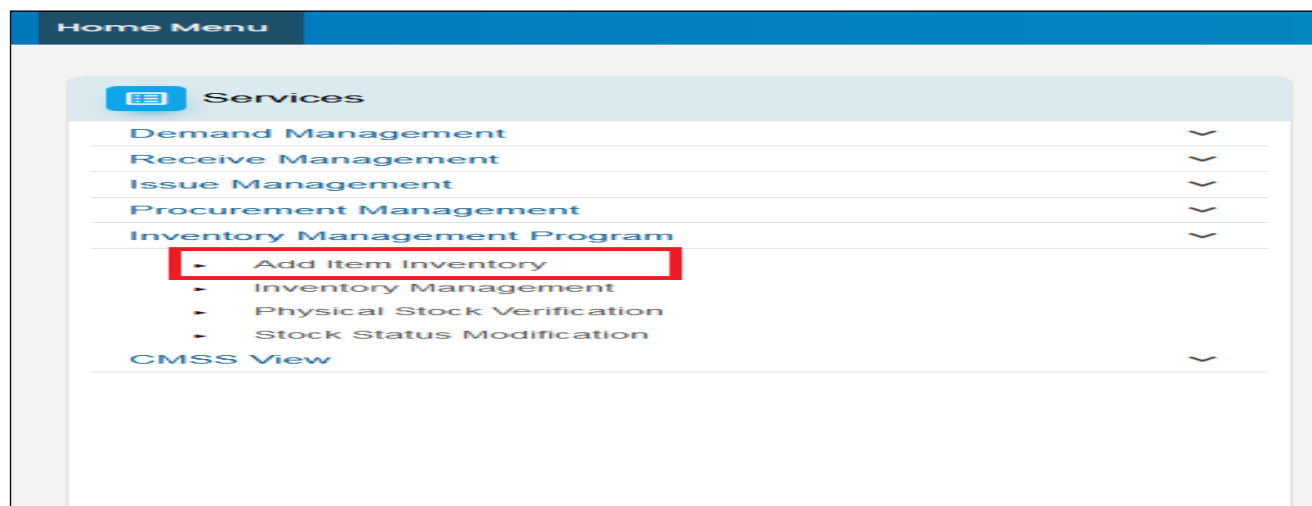 Home Menu
Services
Demand Management
Receive Management
Issue Management
Procurement Management
Inventory Management Program
Add Item Inventory
Inventory Management
Physical Stock Verification
Stock Status Modification
CMSS View